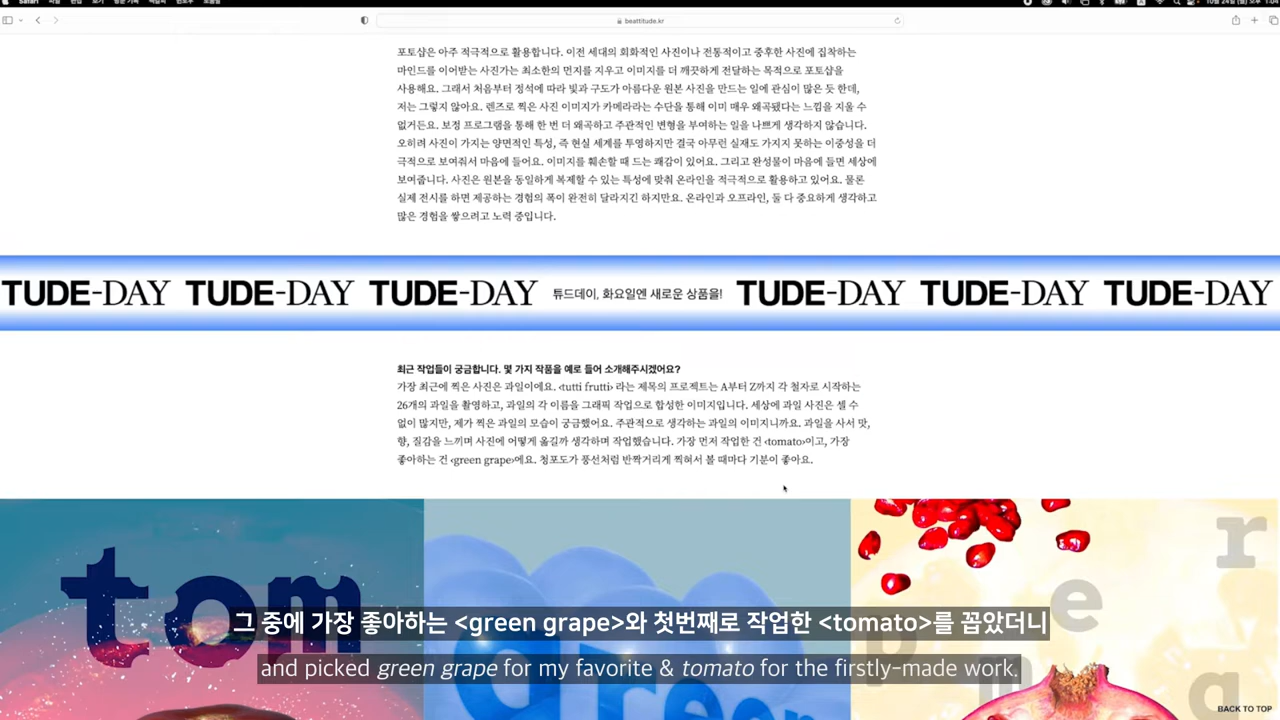 Safari 파일 편집 보기 방문 기록 책갈피 윈도우 도움말
10월 24일 (월) 오후 1:04
beattitude.kr
포토샵은 아주 적극적으로 활용합니다. 이전 세대의 회화적인 사진이나 전통적이고 중후한 사진에 집착하는
마인드를 이어받는 사진가는 최소한의 먼지를 지우고 이미지를 더 깨끗하게 전달하는 목적으로 포토샵을
사용해요. 그래서 처음부터 정석에 따라 빛과 구도가 아름다운 원본 사진을 만드는 일에 관심이 많은 듯 한데,
저는 그렇지 않아요. 렌즈로 찍은 사진 이미지가 카메라라는 수단을 통해 이미 매우 왜곡됐다는 느낌을 지울 수
없거든요. 보정 프로그램을 통해 한 번 더 왜곡하고 주관적인 변형을 부여하는 일을 나쁘게 생각하지 않습니다.
오히려 사진이 가지는 양면적인 특성, 즉 현실 세계를 투영하지만 결국 아무런 실재도 가지지 못하는 이중성을 더
극적으로 보여줘서 마음에 들어요. 이미지를 훼손할 때 드는 쾌감이 있어요. 그리고 완성물이 마음에 들면 세상에
보여줍니다. 사진은 원본을 동일하게 복제할 수 있는 특성에 맞춰 온라인을 적극적으로 활용하고 있어요. 물론
실제 전시를 하면 제공하는 경험의 폭이 완전히 달라지긴 하지만요. 온라인과 오프라인, 둘 다 중요하게 생각하고
많은 경험을 쌓으려고 노력 중입니다.
TUDE-DAY TUDE-DAY TUDE-DAY 튜드데이, 화요일엔 새로운 상품을! TUDE-DAY TUDE-DAY TUDE-DAY
최근 작업들이 궁금합니다. 몇 가지 작품을 예로 들어 소개해주시겠어요?
가장 최근에 찍은 사진은 과일이에요. ‹tutti frutti› 라는 제목의 프로젝트는 A부터 Z까지 각 철자로 시작하는
26개의 과일을 촬영하고, 과일의 각 이름을 그래픽 작업으로 합성한 이미지입니다. 세상에 과일 사진은 셀 수
없이 많지만, 제가 찍은 과일의 모습이 궁금했어요. 주관적으로 생각하는 과일의 이미지니까요. 과일을 사서 맛,
향, 질감을 느끼며 사진에 어떻게 옮길까 생각하며 작업했습니다. 가장 먼저 작업한 건 ‹tomato›이고, 가장
좋아하는 건 ‹green grape›에요. 청포도가 풍선처럼 반짝거리게 찍혀서 볼 때마다 기분이 좋아요.
tom
green
p
o
m
e
g
r
a
그 중에 가장 좋아하는 <green grape>와 첫번째로 작업한 <tomato>를 꼽았더니
and picked green grape for my favorite & tomato for the firstly-made work.
BACK TO TOP